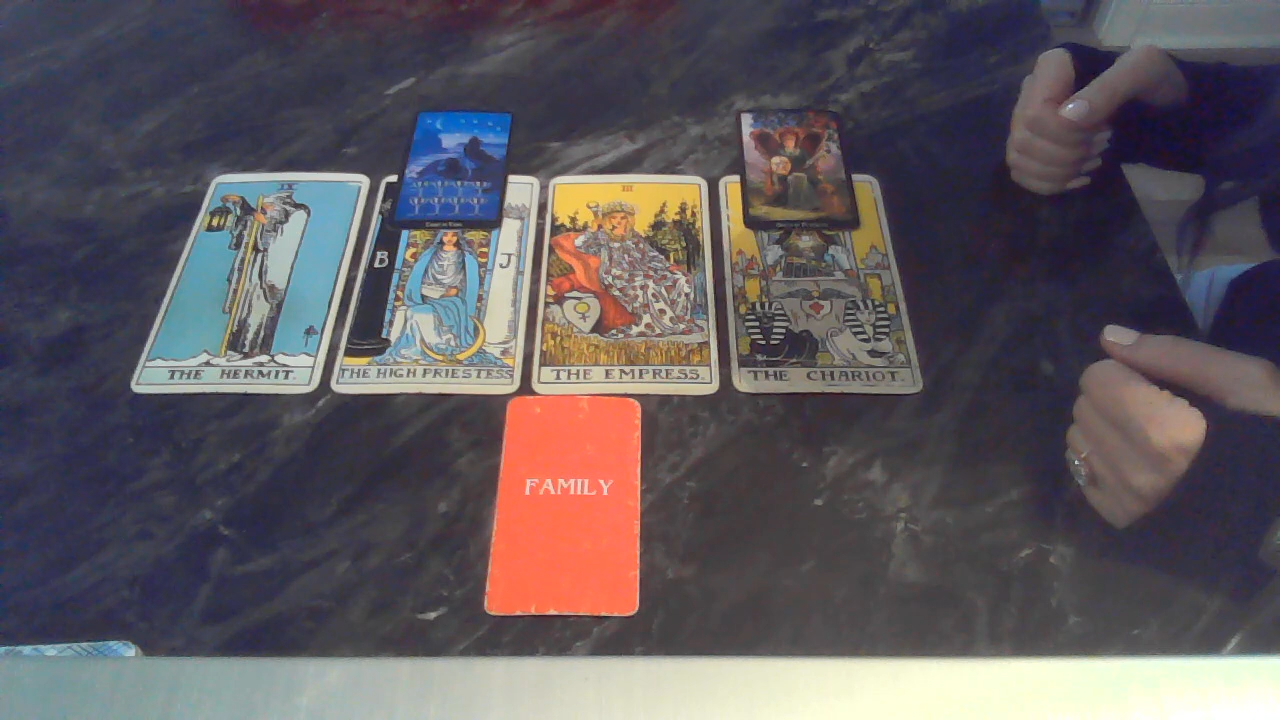 IX
THE HERMIT.
B
J
THE HIGH PRIESTESS
III
THE EMPRESS.
THE CHARIOT.
FAMILY